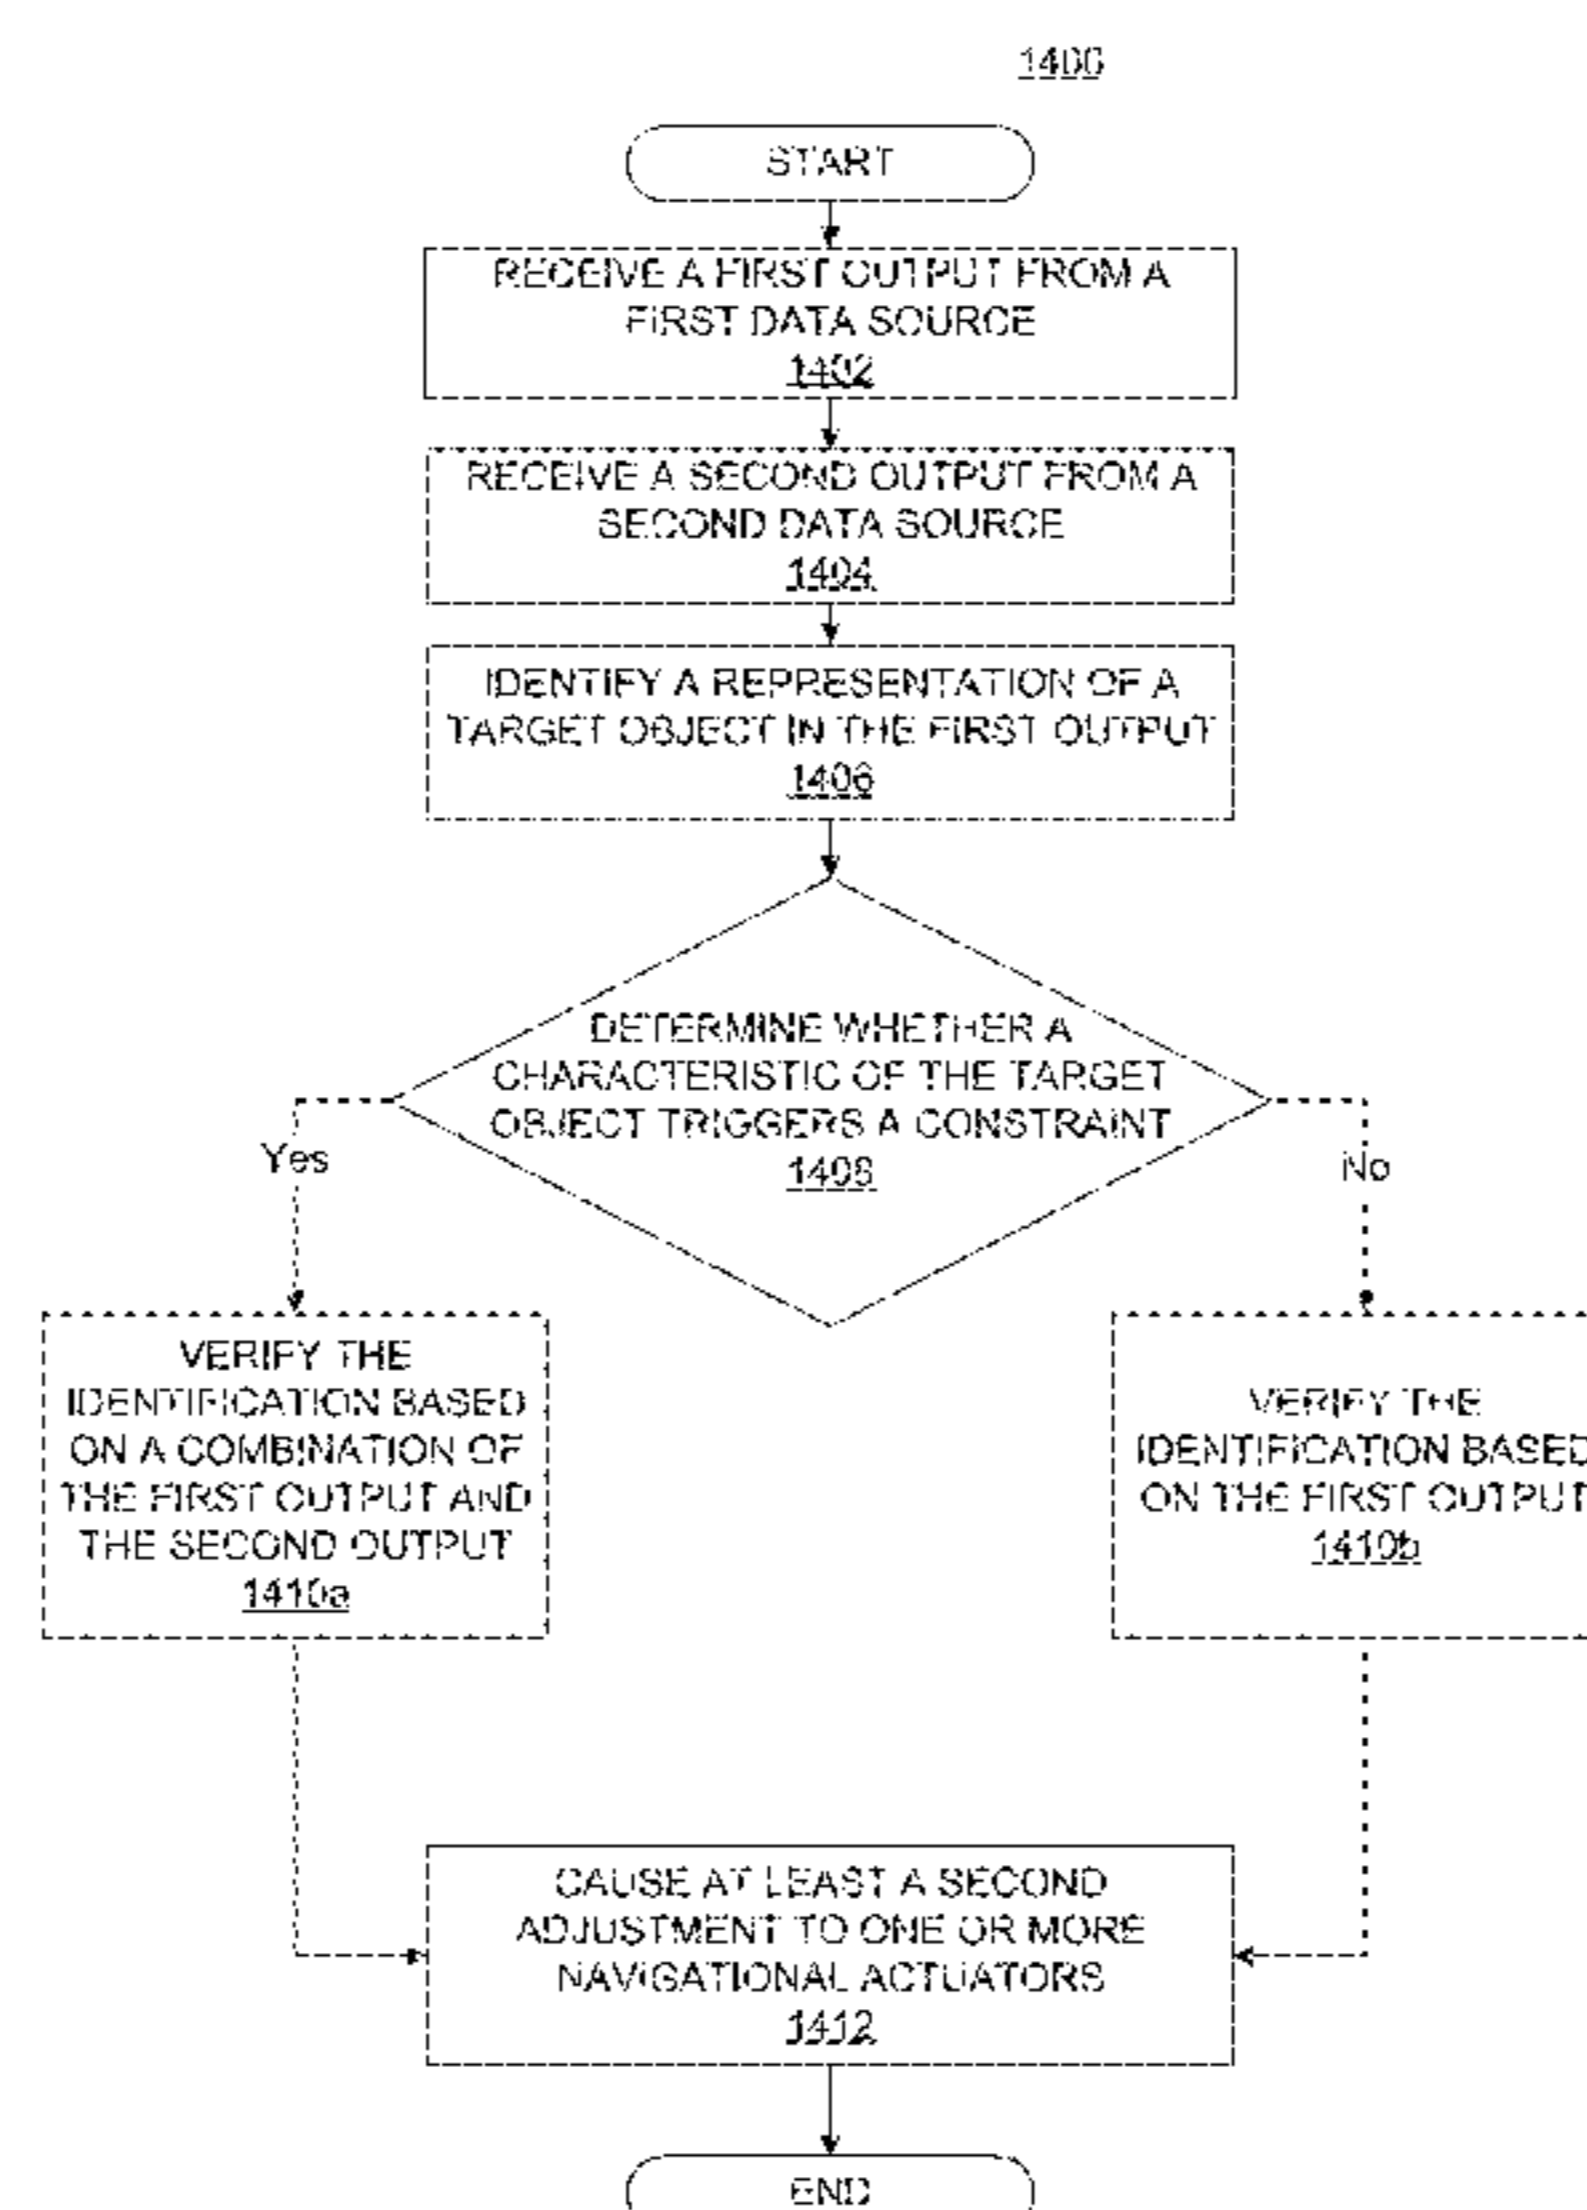 1400
START
RECEIVE A FIRST OUTPUT FROM A
FIRST DATA SOURCE
1402
RECEIVE A SECOND OUTPUT FROM A
SECOND DATA SOURCE
1404
IDENTIFY A REPRESENTATION OF A
TARGET OBJECT IN THE FIRST OUTPUT
1406
DETERMINE WHETHER A
CHARACTERISTIC OF THE TARGET
OBJECT TRIGGERS A CONSTRAINT
1408
Yes
No
VERIFY THE
IDENTIFICATION BASED
ON A COMBINATION OF
THE FIRST OUTPUT AND
THE SECOND OUTPUT
1410a
VERIFY THE
IDENTIFICATION BASED
ON THE FIRST OUTPUT
1410b
CAUSE AT LEAST A SECOND
ADJUSTMENT TO ONE OR MORE
NAVIGATIONAL ACTUATORS
1412
END